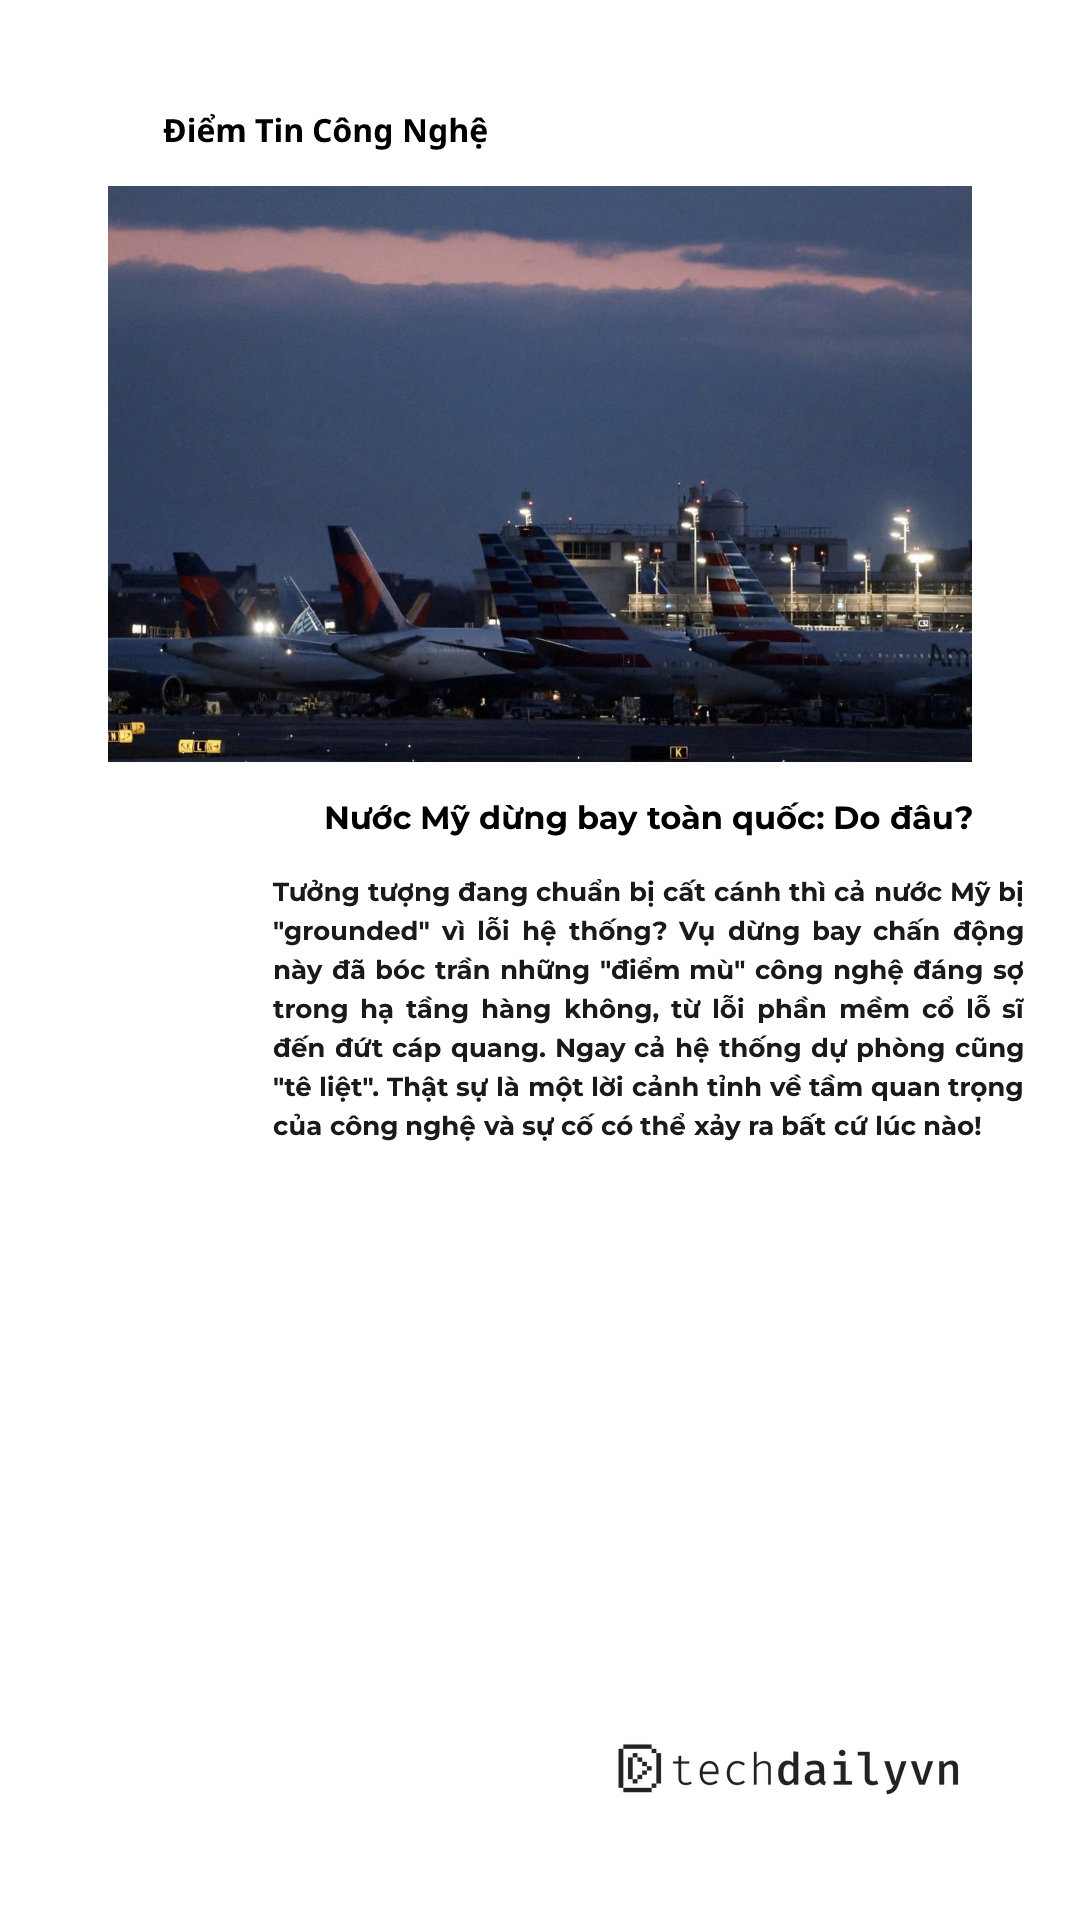 Điểm Tin Công Nghệ
C32
Am
N
N
L
K
Nước Mỹ dừng bay toàn quốc: Do đâu?
Tưởng tượng đang chuẩn bị cất cánh thì cả nước Mỹ bị
"grounded" vì lỗi hệ thống? Vụ dừng bay chấn động
này đã bóc trần những "điểm mù" công nghệ đáng sợ
trong hạ tầng hàng không, từ lỗi phần mềm cổ lỗ sĩ
đến đứt cáp quang. Ngay cả hệ thống dự phòng cũng
"tê liệt". Thật sự là một lời cảnh tỉnh về tầm quan trọng
của công nghệ và sự cố có thể xảy ra bất cứ lúc nào!
techdailyvn